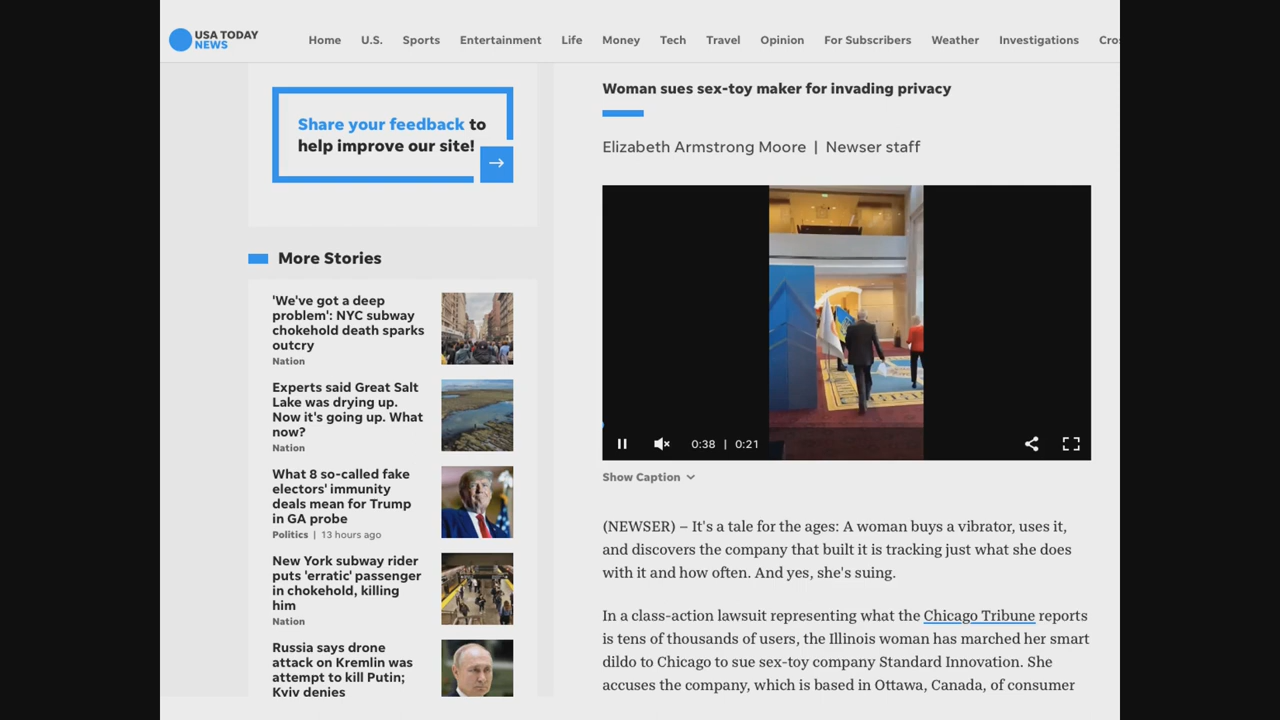 USA TODAY
NEWS
Home U.S. Sports Entertainment Life Money Tech Travel Opinion For Subscribers Weather Investigations Cro
Share your feedback to
help improve our site!
More Stories
'We've got a deep
problem': NYC subway
chokehold death sparks
outcry
Nation
Experts said Great Salt
Lake was drying up.
Now it's going up. What
now?
Nation
What 8 so-called fake
electors' immunity
deals mean for Trump
in GA probe
Politics | 13 hours ago
New York subway rider
puts 'erratic' passenger
in chokehold, killing
him
Nation
Russia says drone
attack on Kremlin was
attempt to kill Putin;
Kyiv denies
Woman sues sex-toy maker for invading privacy
Elizabeth Armstrong Moore | Newser staff
0:38 | 0:21
Show Caption
(NEWSER) – It's a tale for the ages: A woman buys a vibrator, uses it,
and discovers the company that built it is tracking just what she does
with it and how often. And yes, she's suing.
In a class-action lawsuit representing what the Chicago Tribune reports
is tens of thousands of users, the Illinois woman has marched her smart
dildo to Chicago to sue sex-toy company Standard Innovation. She
accuses the company, which is based in Ottawa, Canada, of consumer